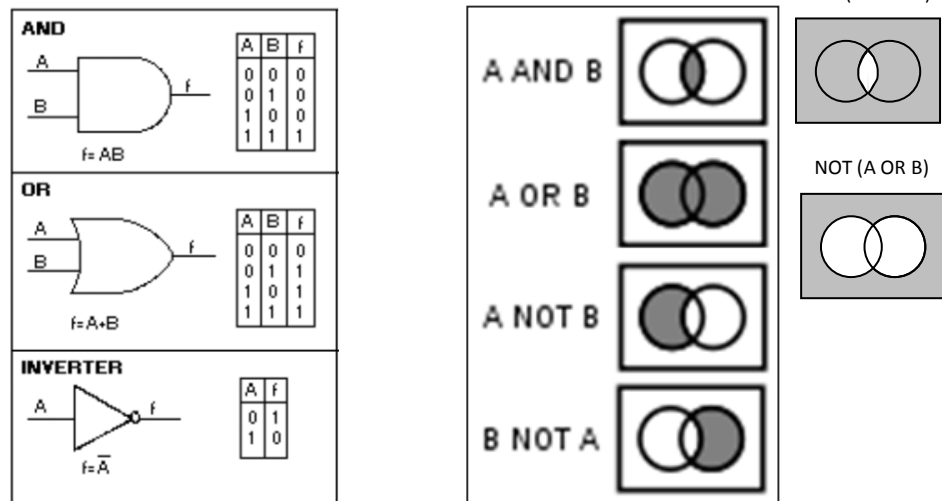 AND
A
B
f
f= AB
A B f
0 0 0
0 1 0
1 0 0
1 1 1
OR
A
B
f
f=A+B
A B f
0 0 0
0 1 1
1 0 1
1 1 1
INVERTER
A
f
f=A̅
A f
0 1
1 0
A AND B
A OR B
A NOT B
B NOT A
NOT (A OR B)